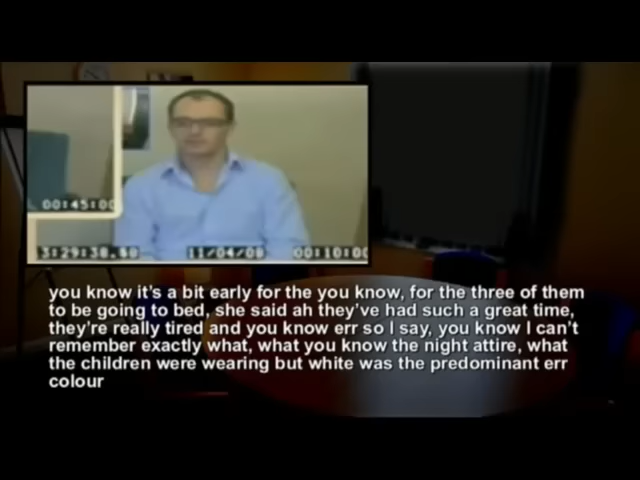 00:45:00
3:29:38. 11/04/08 00:10:00
you know it's a bit early for the you know, for the three of them
to be going to bed, she said ah they've had such a great time,
they're really tired and you know err so I say, you know I can't
remember exactly what, what you know the night attire, what
the children were wearing but white was the predominant err
colour